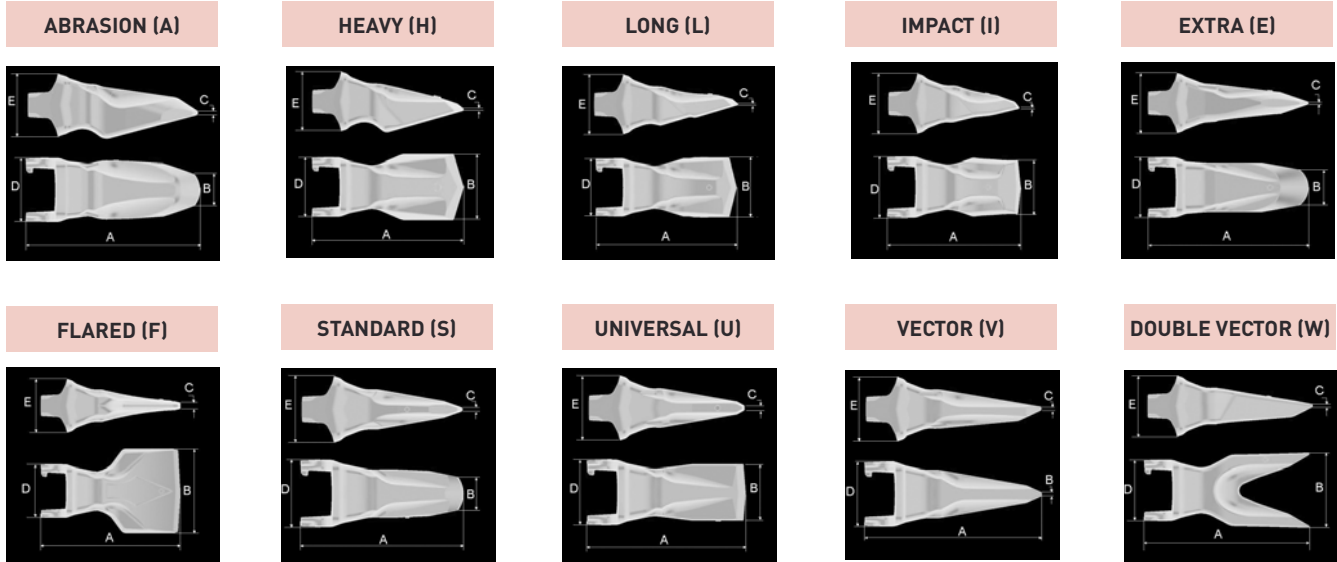 ABRASION (A)
HEAVY (H)
LONG (L)
IMPACT (I)
EXTRA (E)
E
C
D
B
A
E
C
D
B
A
E
C
D
B
A
E
C
D
B
A
E
C
D
B
A
FLARED (F)
STANDARD (S)
UNIVERSAL (U)
VECTOR (V)
DOUBLE VECTOR (W)
E
C
D
B
A
E
C
D
B
A
E
C
D
B
A
E
C
D
B
A
E
C
D
B
A